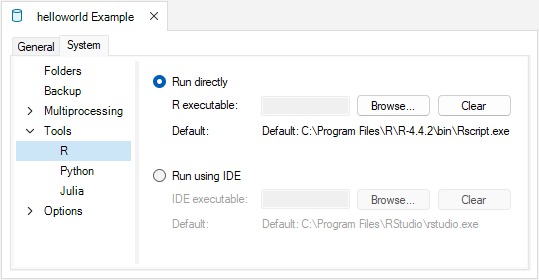 helloworld Example
General System
Folders
Backup
Multiprocessing
Tools
R
Python
Julia
Options
Run directly
R executable: Browse... Clear
Default: Default: C:\Program Files\R\R-4.4.2\bin\Rscript.exe
Run using IDE
IDE executable: Browse... Clear
Default: Default: C:\Program Files\RStudio\rstudio.exe